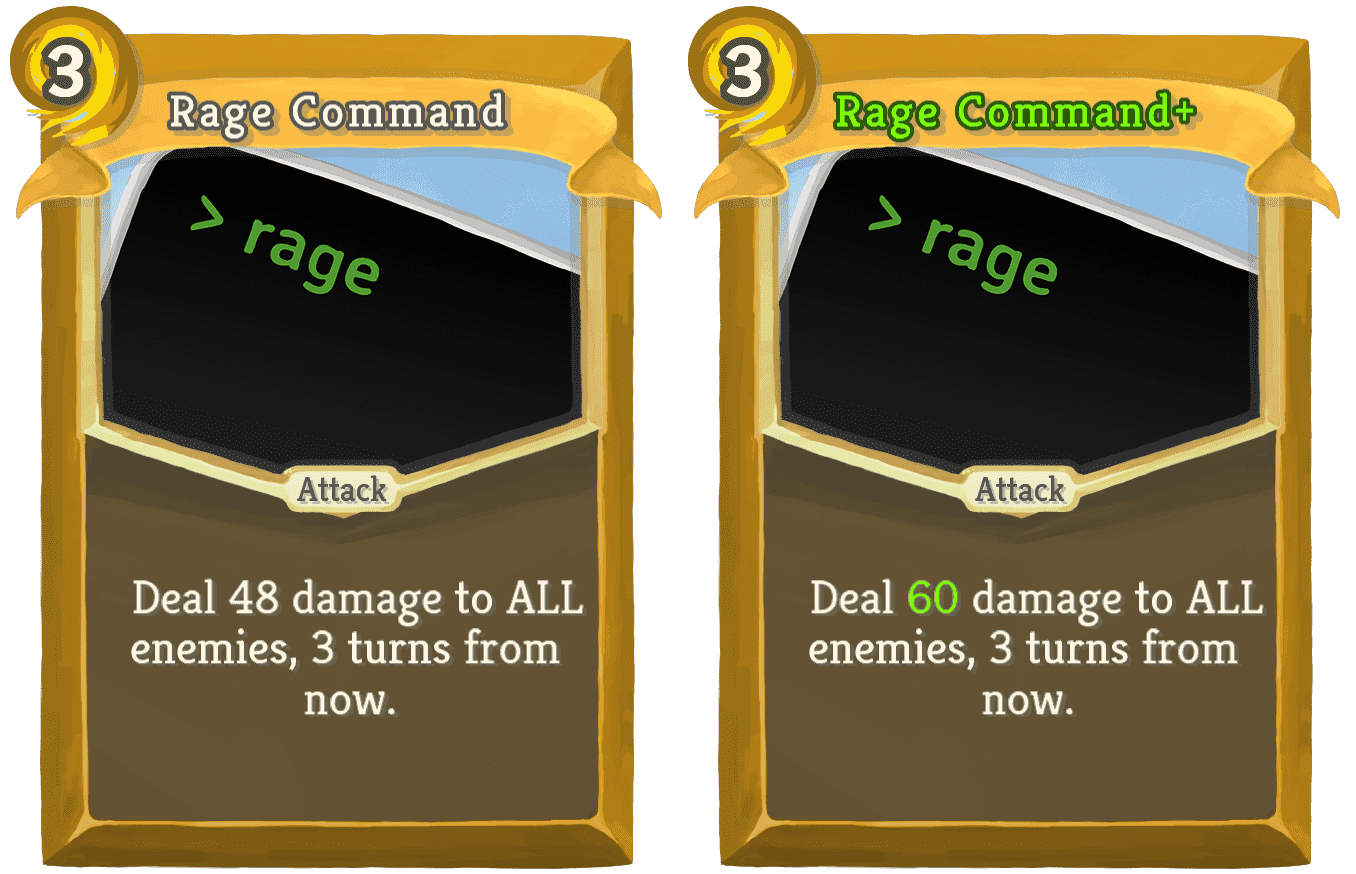 3
Rage Command
> rage
Attack
Deal 48 damage to ALL
enemies, 3 turns from
now.
3
Rage Command+
> rage
Attack
Deal 60 damage to ALL
enemies, 3 turns from
now.